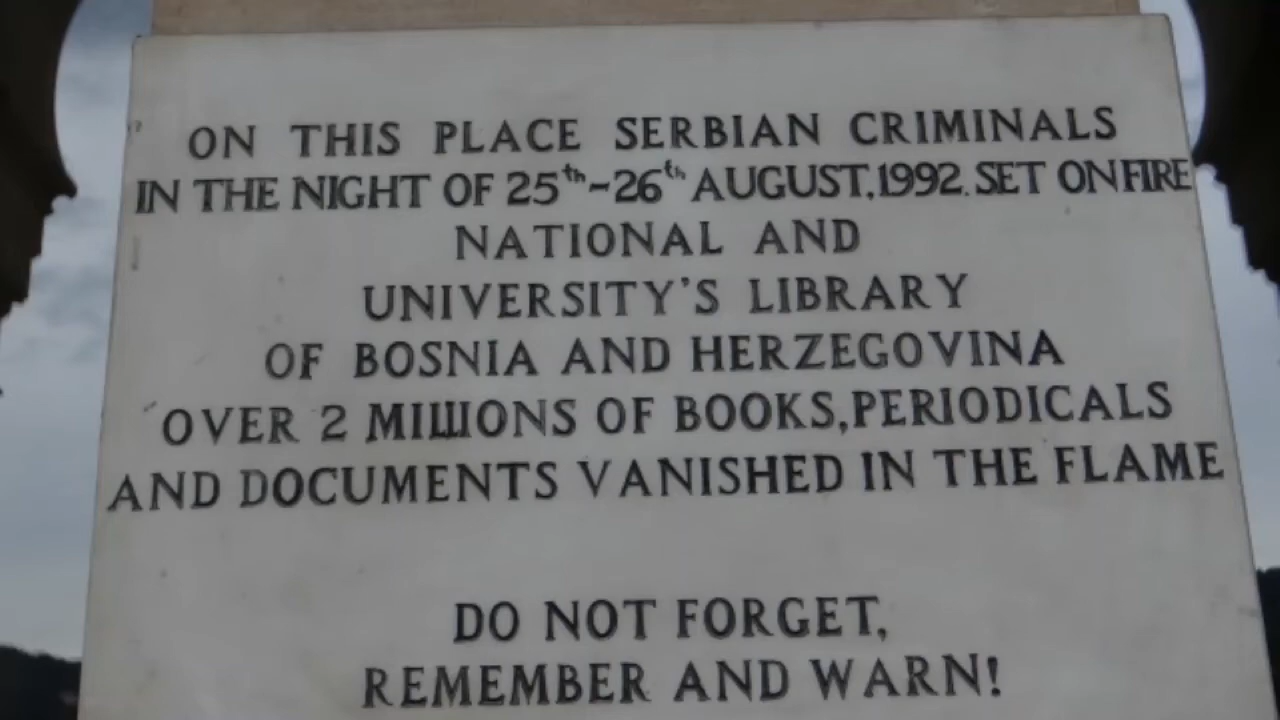 ON THIS PLACE SERBIAN CRIMINALS
IN THE NIGHT OF 25th-26th AUGUST,1992. SET ON FIRE
NATIONAL AND
UNIVERSITY'S LIBRARY
OF BOSNIA AND HERZEGOVINA
OVER 2 MILLIONS OF BOOKS,PERIODICALS
AND DOCUMENTS VANISHED IN THE FLAME
DO NOT FORGET,
REMEMBER AND WARN!